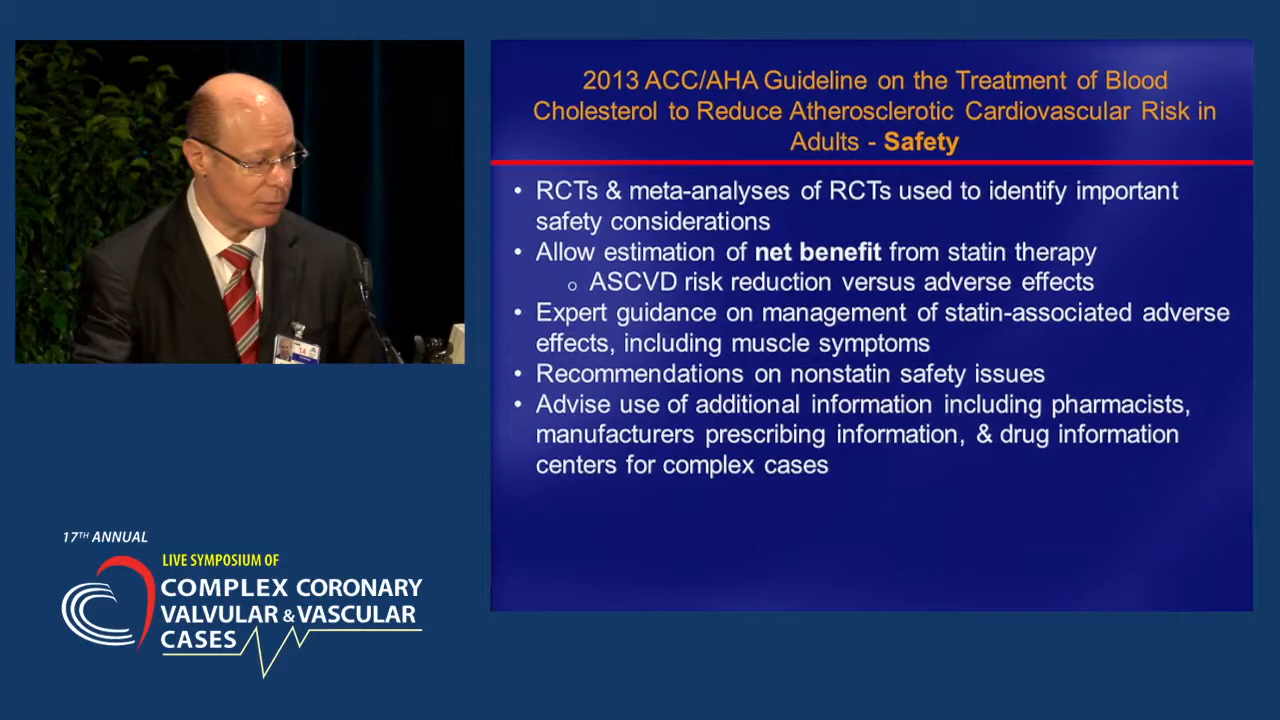 2013 ACC/AHA Guideline on the Treatment of Blood
Cholesterol to Reduce Atherosclerotic Cardiovascular Risk in
Adults - Safety
• RCTs & meta-analyses of RCTs used to identify important
safety considerations
• Allow estimation of net benefit from statin therapy
o ASCVD risk reduction versus adverse effects
• Expert guidance on management of statin-associated adverse
effects, including muscle symptoms
• Recommendations on nonstatin safety issues
• Advise use of additional information including pharmacists,
manufacturers prescribing information, & drug information
centers for complex cases
17TH ANNUAL
LIVE SYMPOSIUM OF
COMPLEX CORONARY
VALVULAR & VASCULAR
CASES